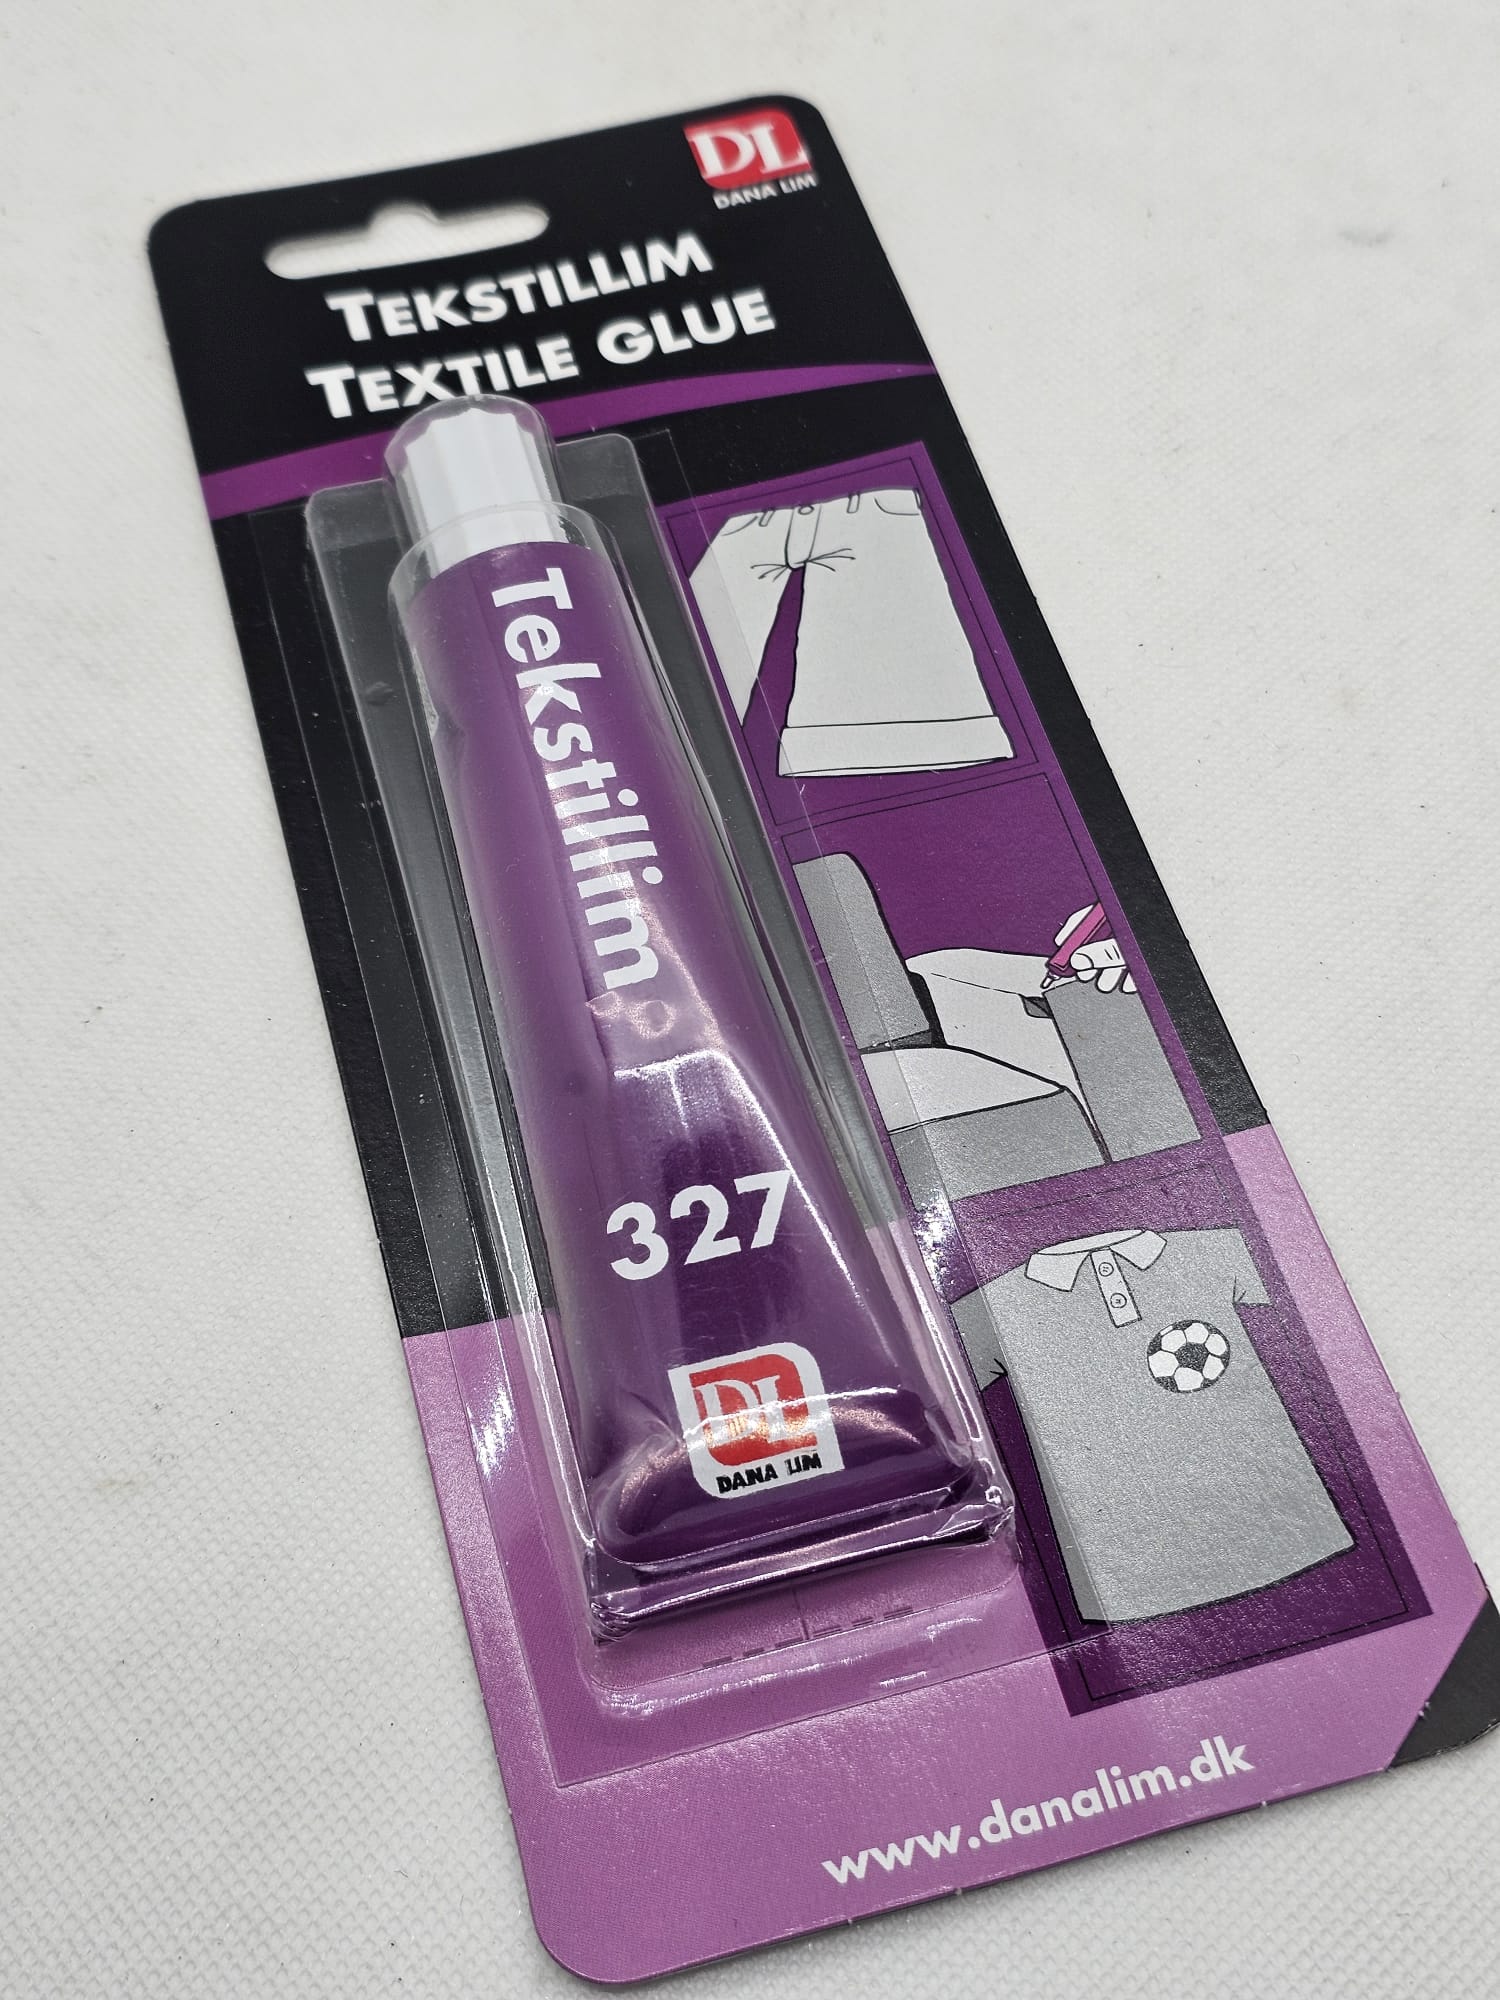 DL
DANA LIM
TEKSTILLIM
TEXTILE GLUE
Tekstillim
327
DL
DANA LIM
www.danalim.dk